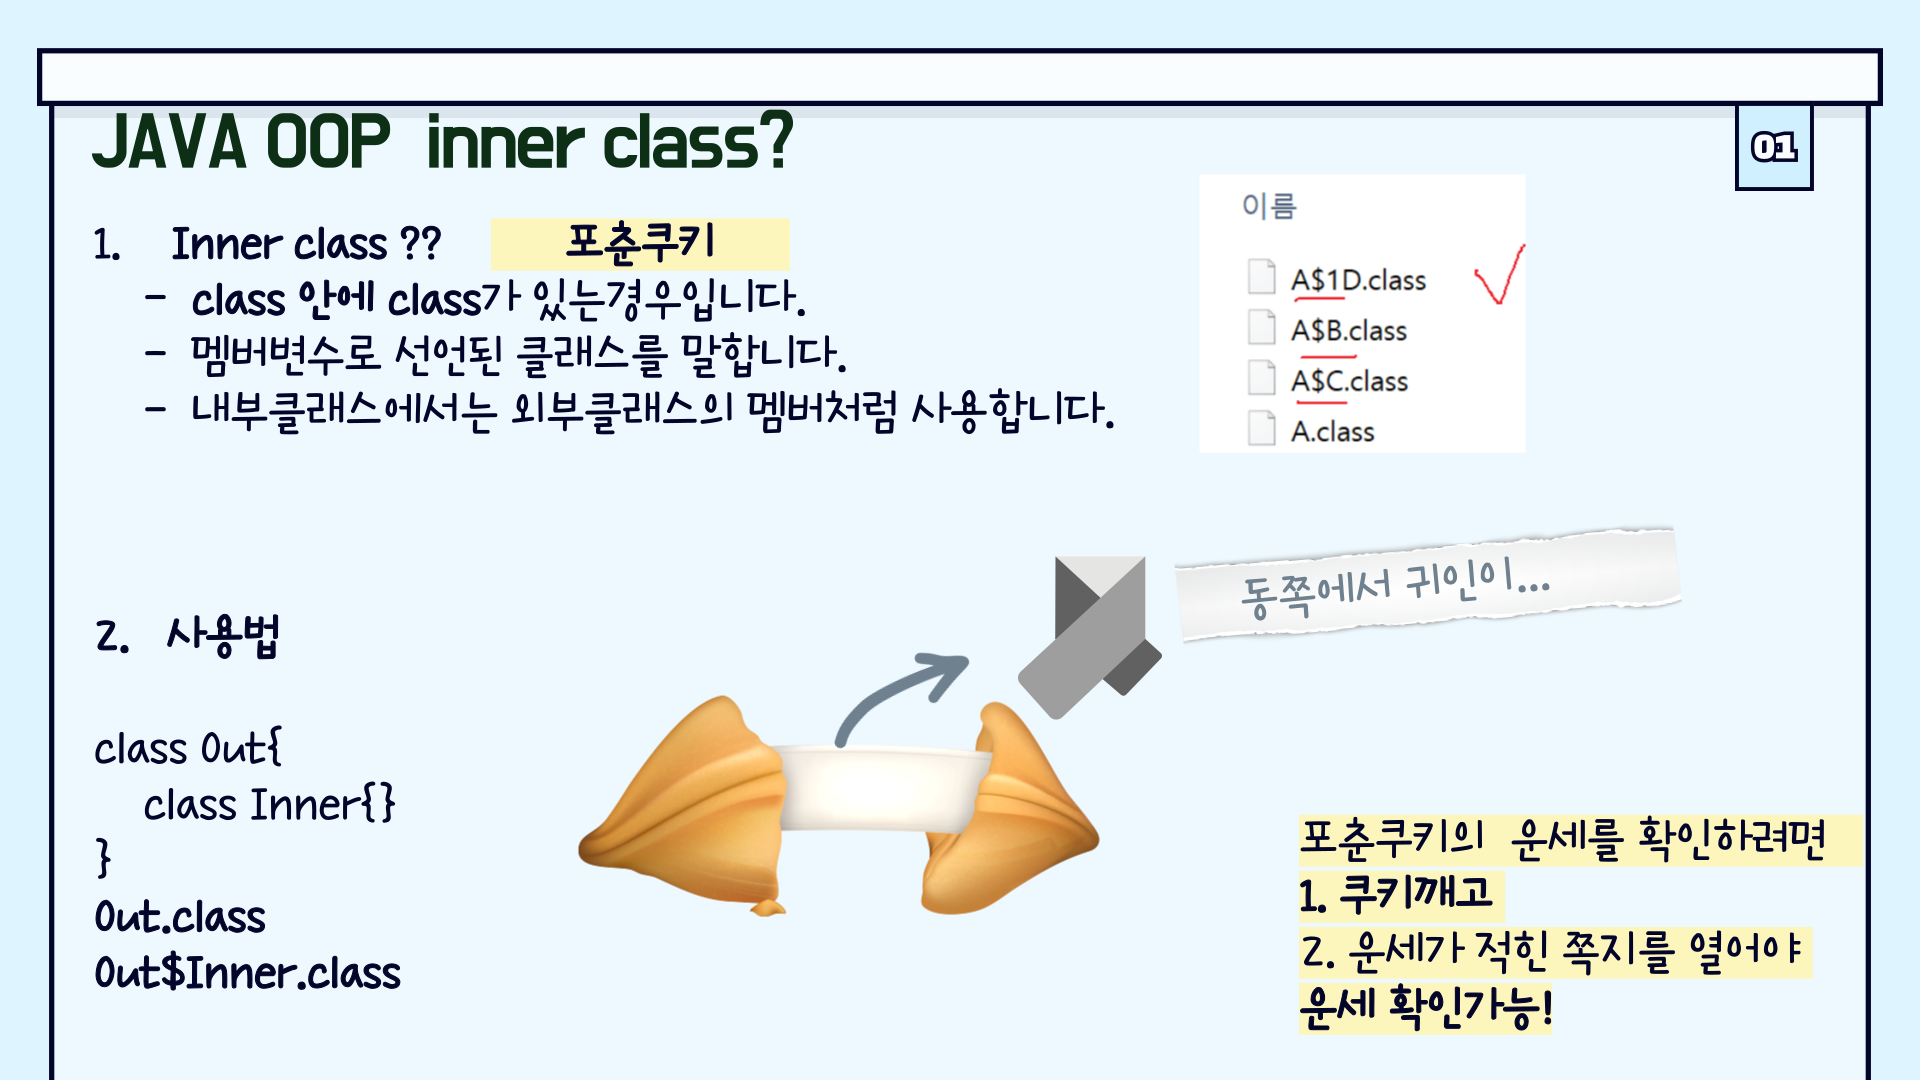 JAVA OOP inner class?
01
1. Inner class ?? 포춘쿠키
- class 안에 class가 있는경우입니다.
- 멤버변수로 선언된 클래스를 말합니다.
- 내부클래스에서는 외부클래스의 멤버처럼 사용합니다.
이름
A$1D.class
A$B.class
A$C.class
A.class
동쪽에서 귀인이...
2. 사용법
class Out{
class Inner{}
}
Out.class
Out$Inner.class
포춘쿠키의 운세를 확인하려면
1. 쿠키깨고
2. 운세가 적힌 쪽지를 열어야
운세 확인가능!